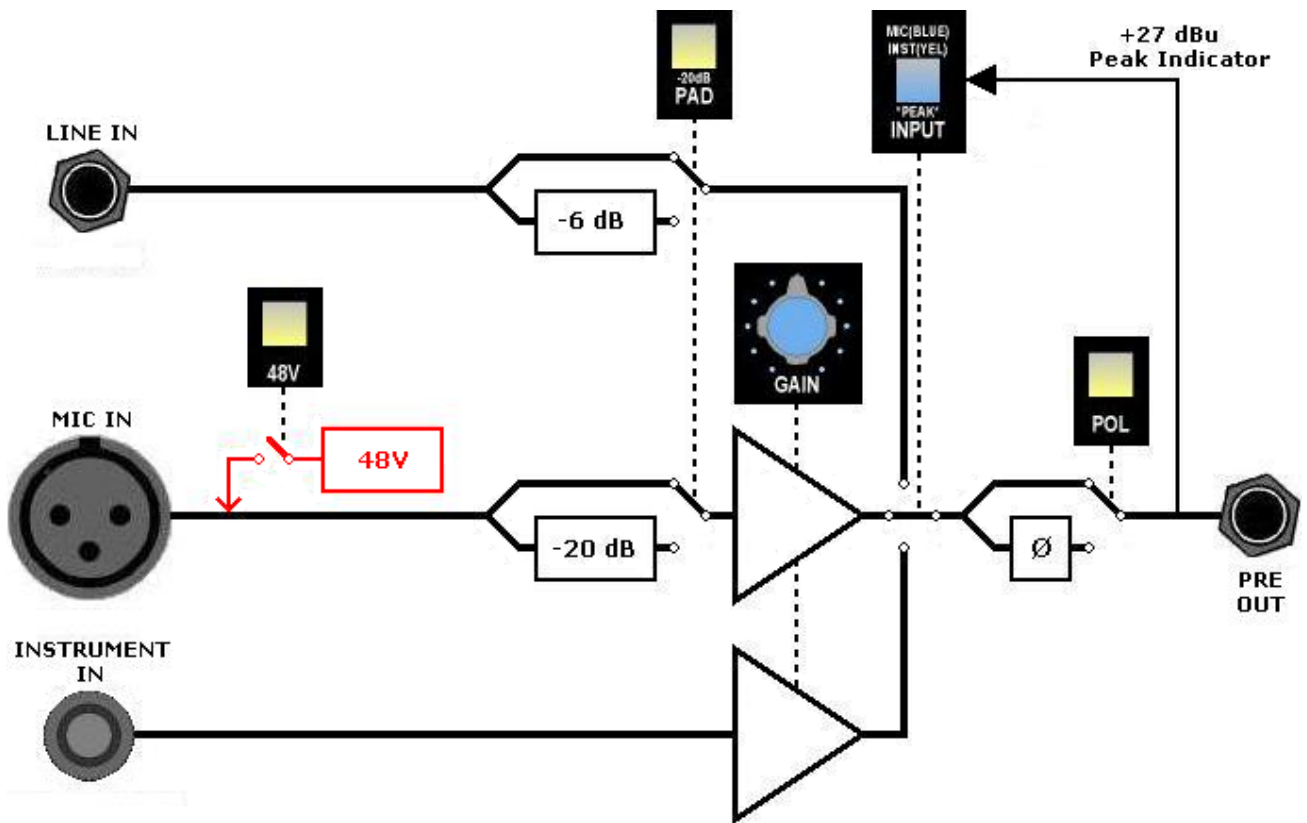 -20dB
PAD
MIC(BLUE)
INST(YEL)
"PEAK"
INPUT
+27 dBu
Peak Indicator
LINE IN
-6 dB
48V
GAIN
MIC IN
48V
POL
-20 dB
Ø
PRE
OUT
INSTRUMENT
IN